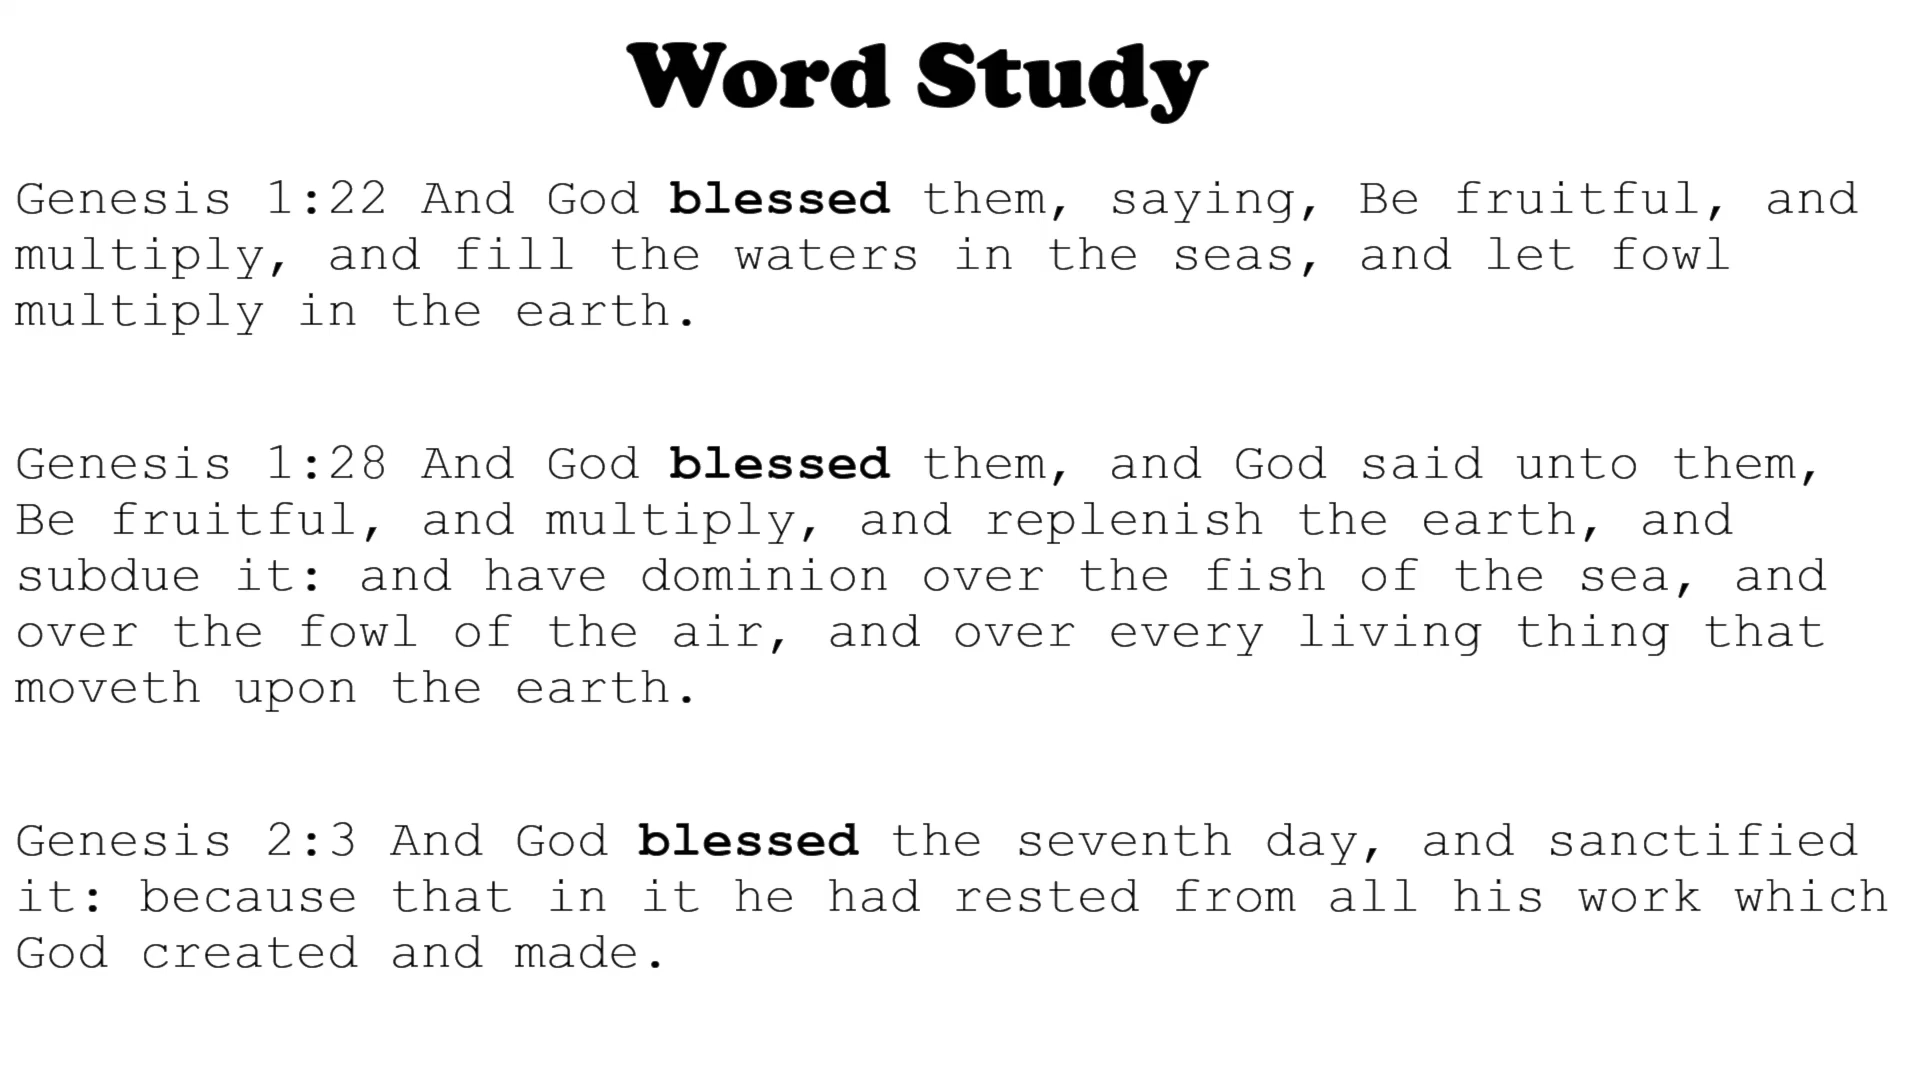 Word Study
Genesis 1:22 And God blessed them, saying, Be fruitful, and
multiply, and fill the waters in the seas, and let fowl
multiply in the earth.
Genesis 1:28 And God blessed them, and God said unto them,
Be fruitful, and multiply, and replenish the earth, and
subdue it: and have dominion over the fish of the sea, and
over the fowl of the air, and over every living thing that
moveth upon the earth.
Genesis 2:3 And God blessed the seventh day, and sanctified
it: because that in it he had rested from all his work which
God created and made.